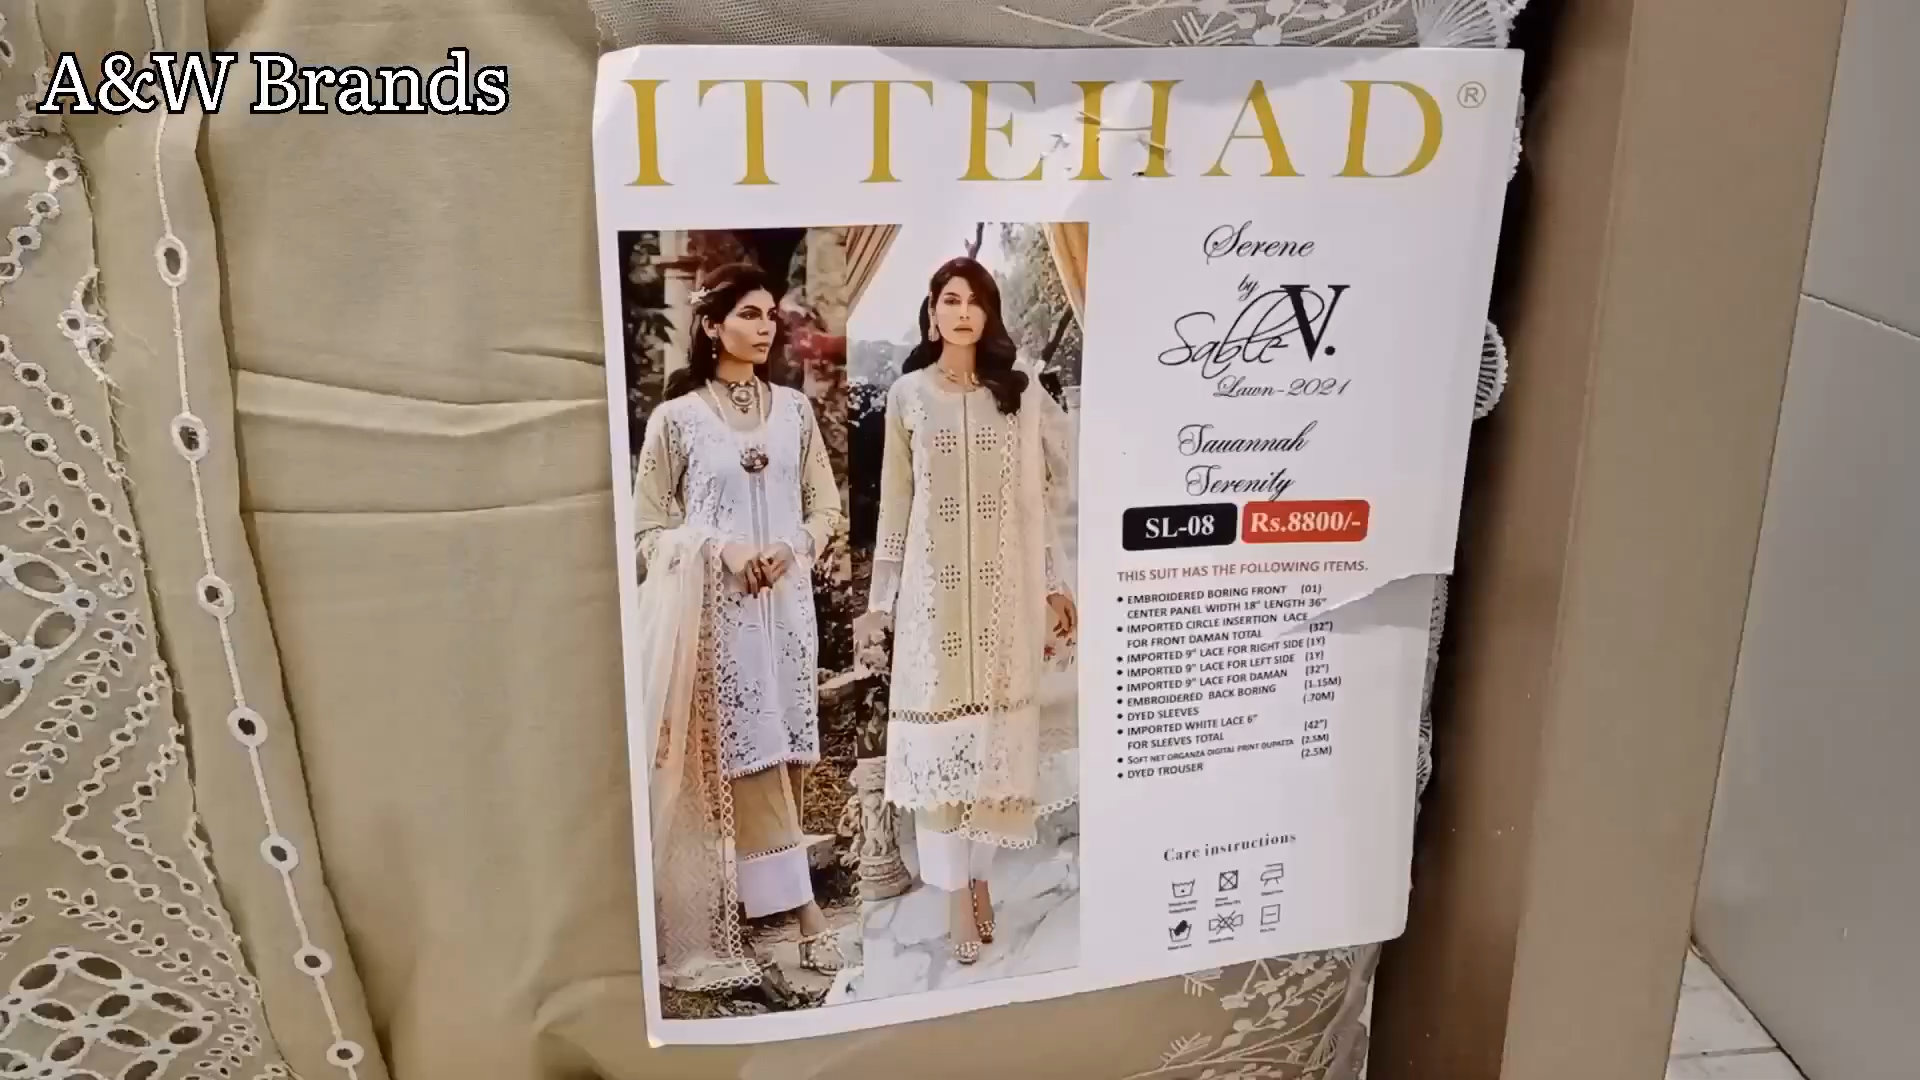 A&W Brands
ITTEHAD®
Serene
by
Sable V.
Lawn-2021
Sauannah
Serenity
SL-08 Rs.8800/-
THIS SUIT HAS THE FOLLOWING ITEMS.
• EMBROIDERED BORING FRONT (01)
CENTER PANEL WIDTH 18" LENGTH 36"
• IMPORTED CIRCLE INSERTION LACE
FOR FRONT DAMAN TOTAL (32")
• IMPORTED 9" LACE FOR RIGHT SIDE (1Y)
• IMPORTED 9" LACE FOR LEFT SIDE (1Y)
• IMPORTED 9" LACE FOR DAMAN (32")
• EMBROIDERED BACK BORING (1.15M)
• DYED SLEEVES (.70M)
• IMPORTED WHITE LACE 6"
FOR SLEEVES TOTAL (42")
• SOFT NET ORGANZA DIGITAL PRINT DUPATTA (2.5M)
• DYED TROUSER (2.5M)
Care instructions